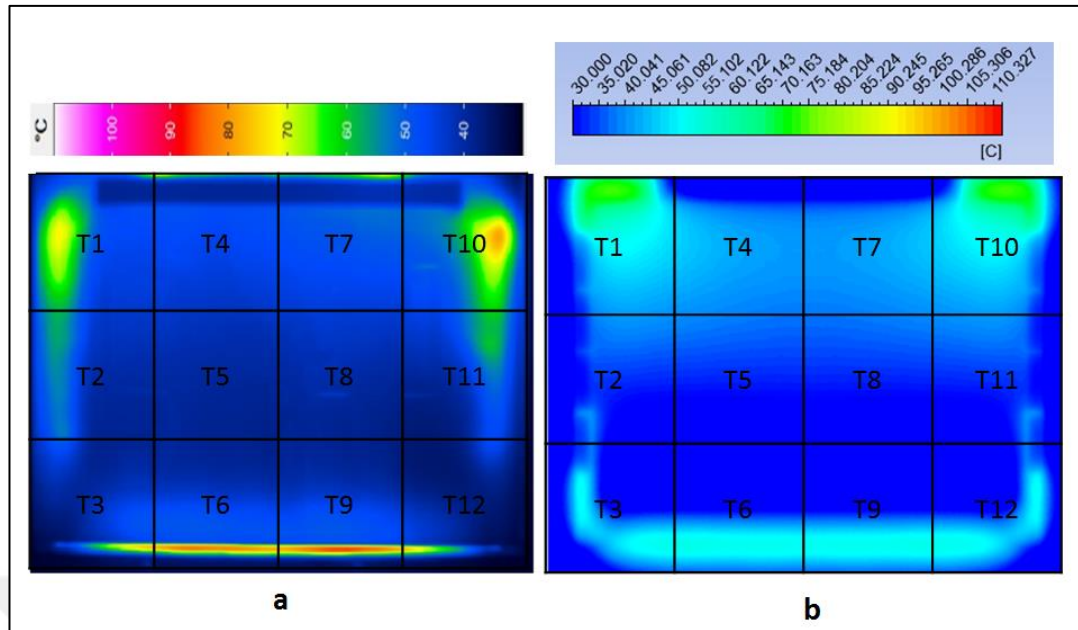 30.000 35.020 40.041 45.061 50.082 55.102 60.122 65.143 70.163 75.184 80.204 85.224 90.245 95.265 100.286 105.306 110.327
[C]
°C 100 90 80 70 60 50 40
T1 T4 T7 T10
T2 T5 T8 T11
T3 T6 T9 T12
a
T1 T4 T7 T10
T2 T5 T8 T11
T3 T6 T9 T12
b